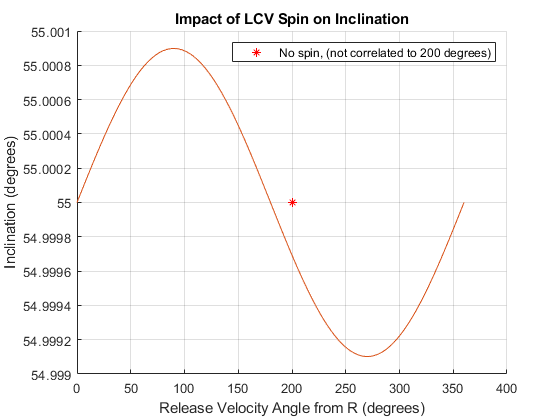 Impact of LCV Spin on Inclination
No spin, (not correlated to 200 degrees)
Inclination (degrees)
55.001
55.0008
55.0006
55.0004
55.0002
55
54.9998
54.9996
54.9994
54.9992
54.999
0 50 100 150 200 250 300 350 400
Release Velocity Angle from R (degrees)